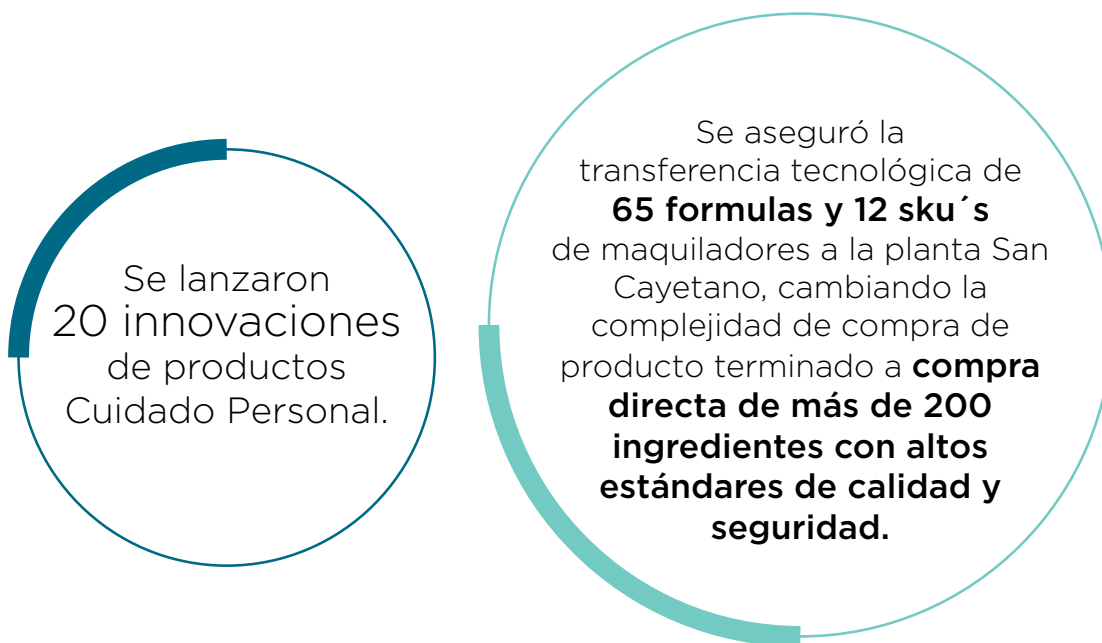 Se lanzaron
20 innovaciones
de productos
Cuidado Personal.
Se aseguró la
transferencia tecnológica de
65 formulas y 12 sku´s
de maquiladores a la planta San
Cayetano, cambiando la
complejidad de compra de
producto terminado a compra
directa de más de 200
ingredientes con altos
estándares de calidad y
seguridad.